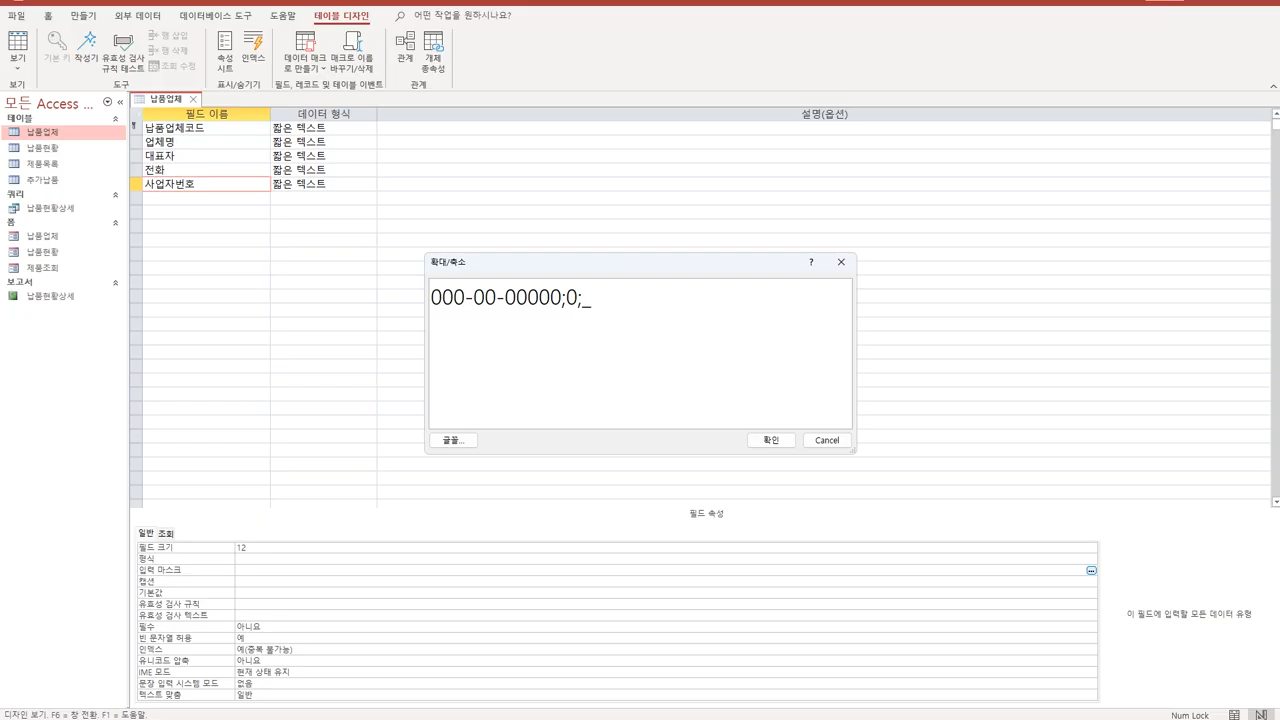 파일 홈 만들기 외부 데이터 데이터베이스 도구 도움말 테이블 디자인 어떤 작업을 원하시나요?
보기
기본 키
작성기
유효성 검사
규칙 테스트
행 삽입
행 삭제
조회 수정
속성
시트
인덱스
데이터 매크
로 만들기
매크로 이름
바꾸기/삭제
관계
개체
종속성
보기 도구 표시/숨기기 필드, 레코드 및 테이블 이벤트 관계
모든 Access ...
테이블
납품업체
납품현황
제품목록
추가납품
쿼리
납품현황상세
폼
납품업체
납품현황
제품조회
보고서
납품현황상세
납품업체
필드 이름 데이터 형식 설명(옵션)
납품업체코드 짧은 텍스트
업체명 짧은 텍스트
대표자 짧은 텍스트
전화 짧은 텍스트
사업자번호 짧은 텍스트
확대/축소 ?
000-00-00000;0;_
글꼴... 확인 Cancel
필드 속성
일반 조회
필드 크기 12
형식
입력 마스크
캡션
기본값
유효성 검사 규칙
유효성 검사 텍스트
필수 아니요
빈 문자열 허용 예
인덱스 예(중복 불가능)
유니코드 압축 아니요
IME 모드 현재 상태 유지
문장 입력 시스템 모드 없음
텍스트 맞춤 일반
이 필드에 입력할 모든 데이터 유형
디자인 보기. F6 = 창 전환. F1 = 도움말.
Num Lock